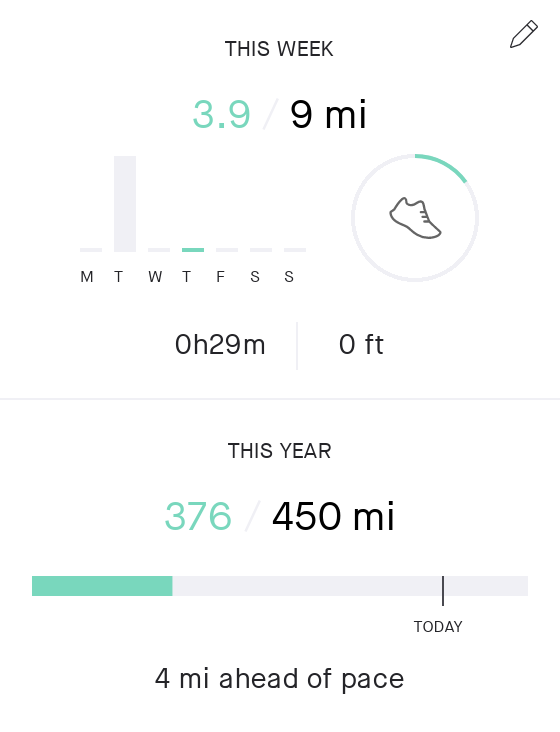 THIS WEEK
3.9 / 9 mi
M T W T F S S
0h29m 0 ft
THIS YEAR
376 / 450 mi
TODAY
4 mi ahead of pace